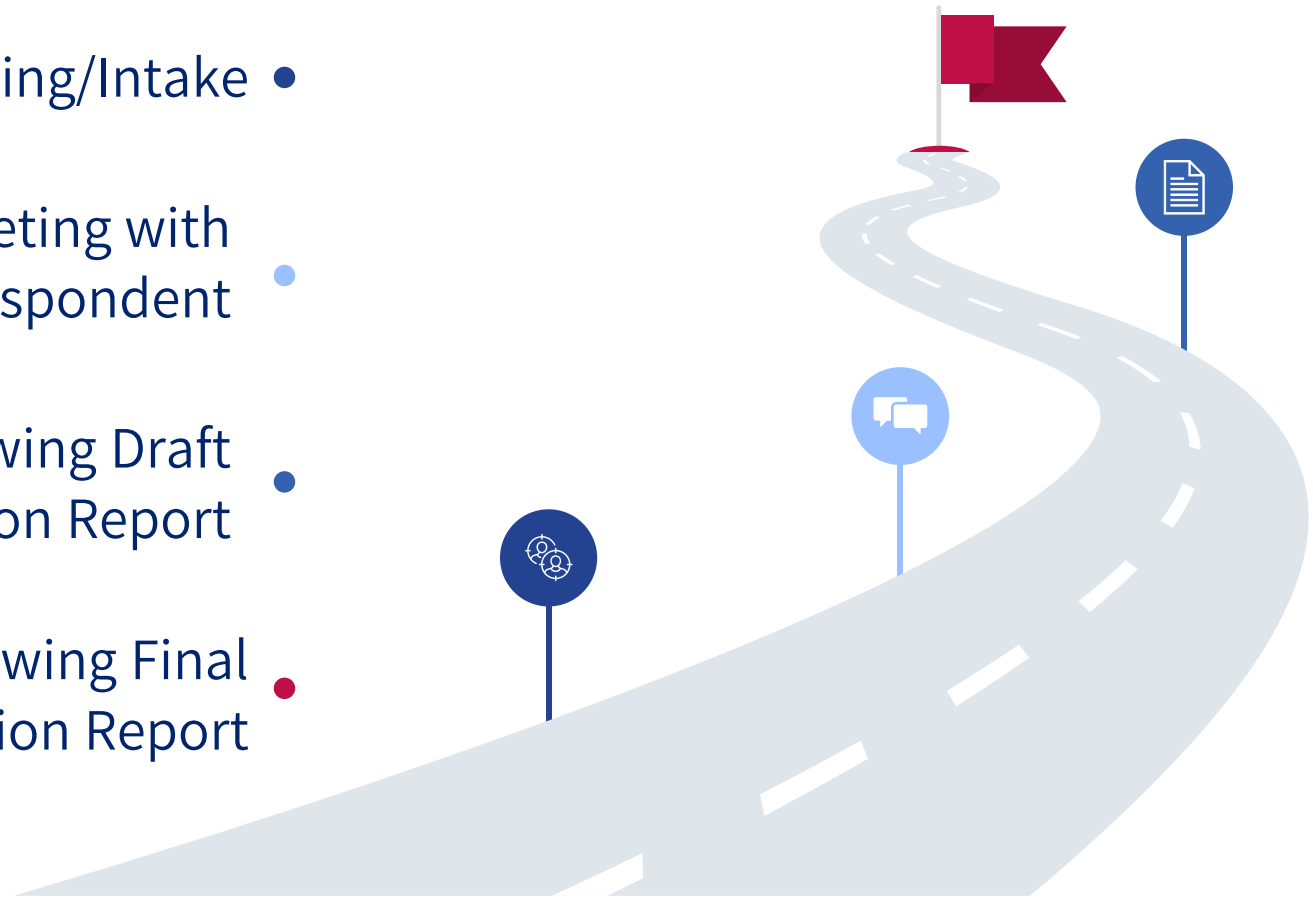 ing/Intake
eting with
spondent
wing Draft
on Report
wing Final
ion Report